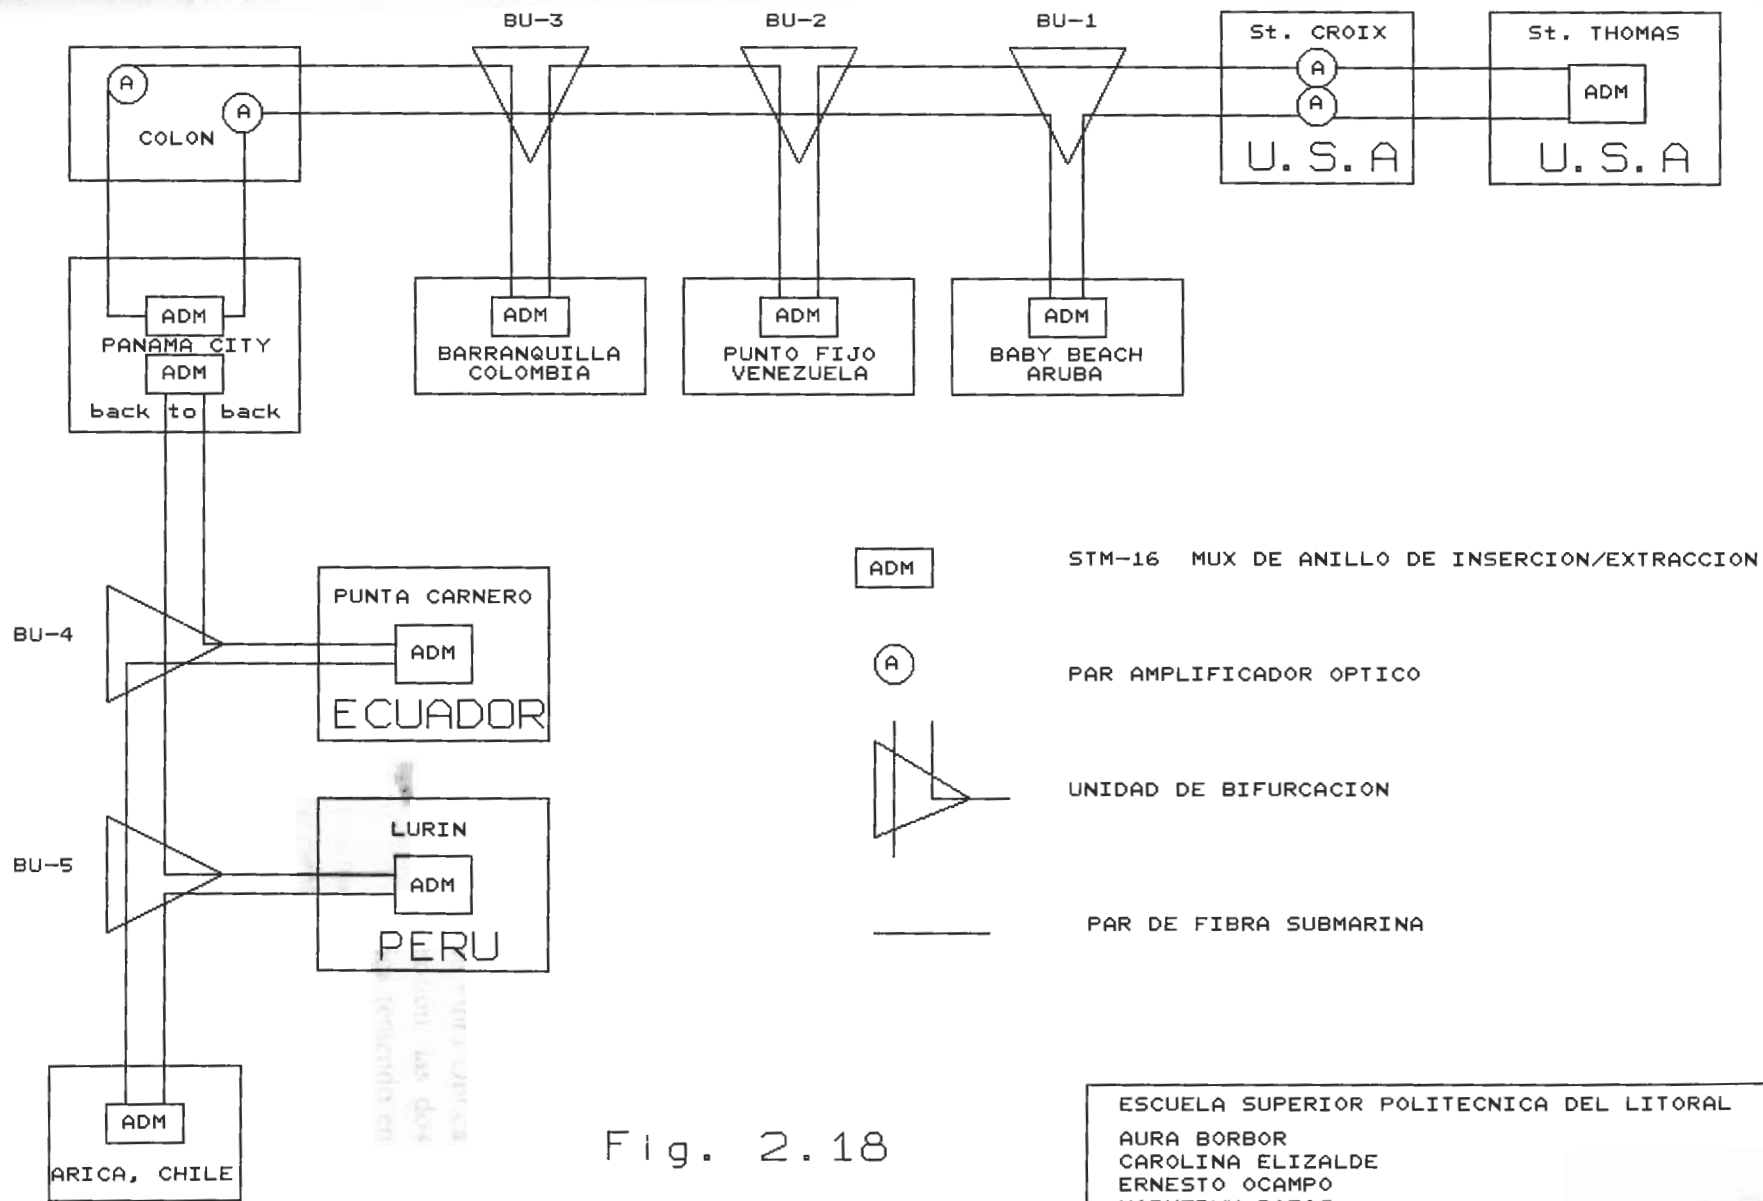 BU-3
BU-2
BU-1
St. CROIX
St. THOMAS
A
A
A
A
ADM
COLON
U.S.A
U.S.A
ADM
PANAMA CITY
ADM
back to back
ADM
BARRANQUILLA
COLOMBIA
ADM
PUNTO FIJO
VENEZUELA
ADM
BABY BEACH
ARUBA
BU-4
PUNTA CARNERO
ADM
ECUADOR
BU-5
LURIN
ADM
PERU
ADM
ARICA, CHILE
ADM
STM-16 MUX DE ANILLO DE INSERCION/EXTRACCION
A
PAR AMPLIFICADOR OPTICO
UNIDAD DE BIFURCACION
PAR DE FIBRA SUBMARINA
Fig. 2.18
ESCUELA SUPERIOR POLITECNICA DEL LITORAL
AURA BORBOR
CAROLINA ELIZALDE
ERNESTO OCAMPO